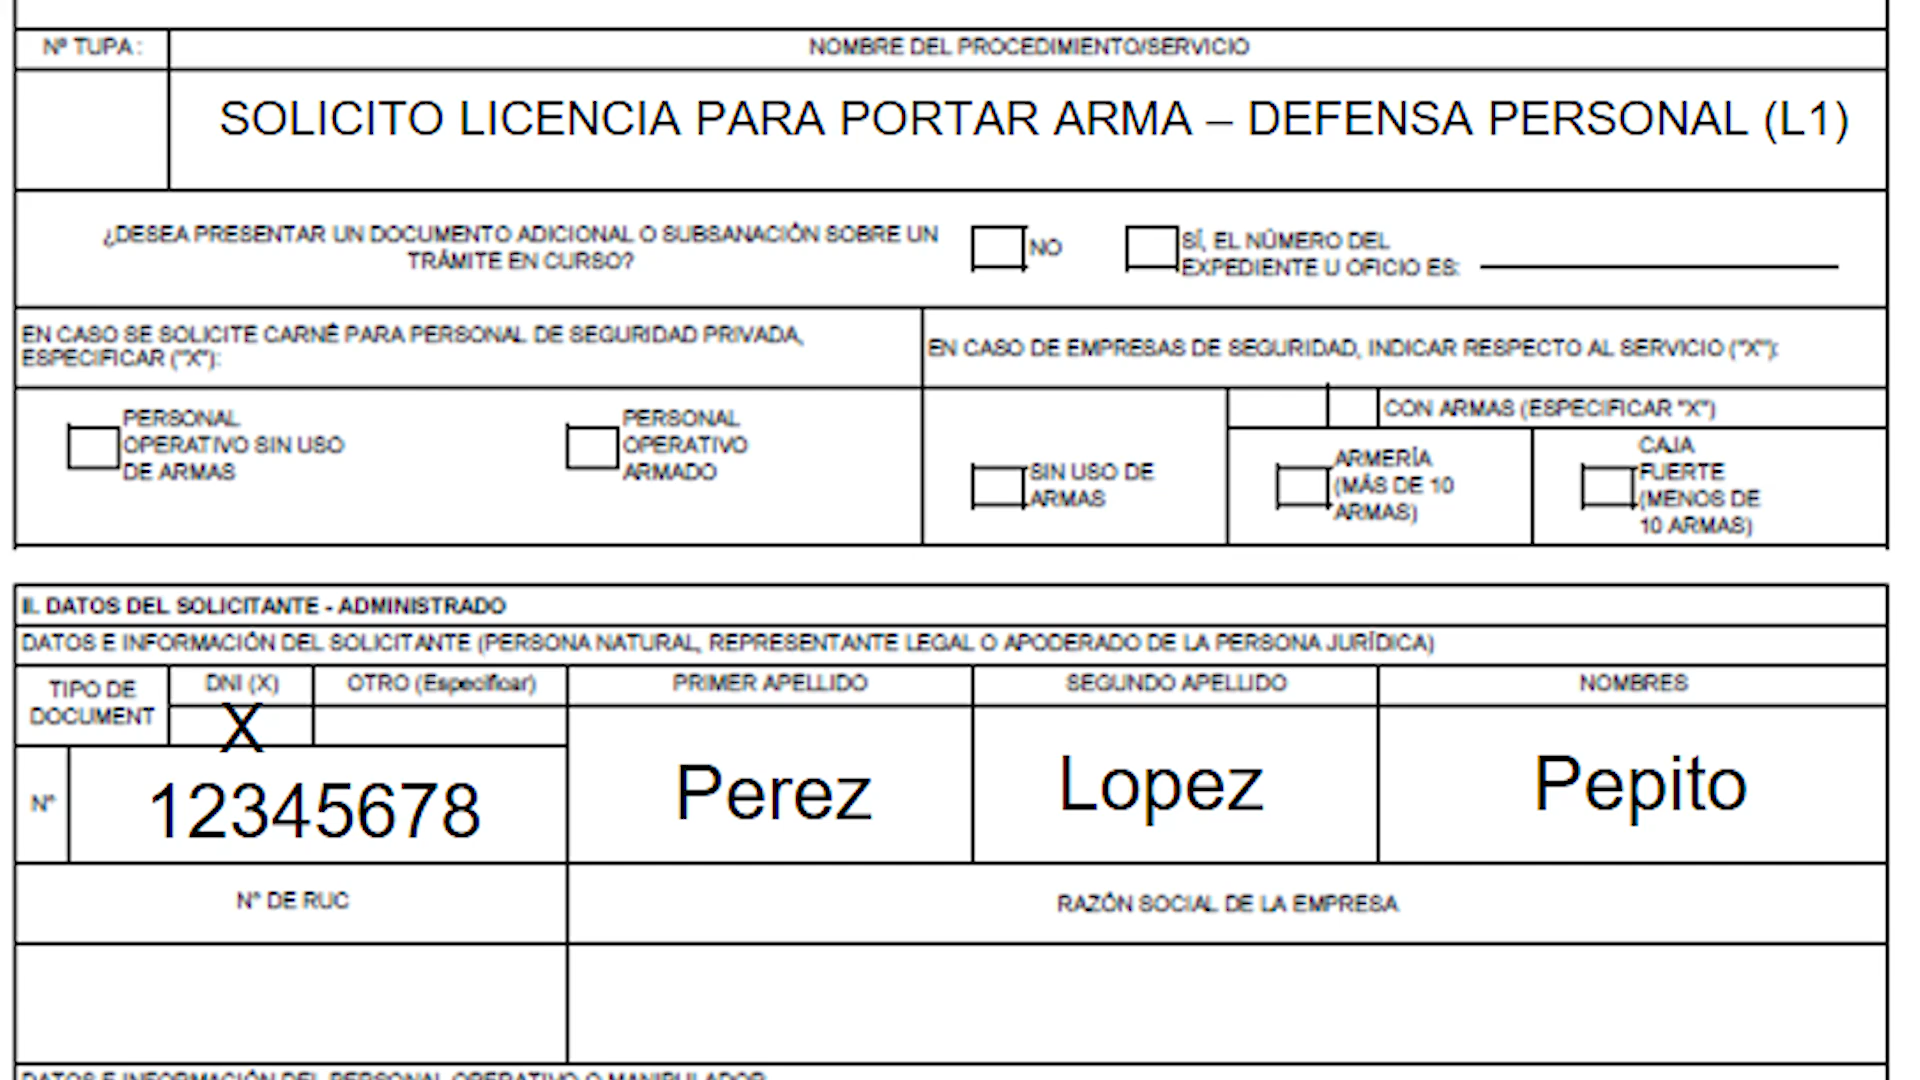 Nº TUPA :
NOMBRE DEL PROCEDIMIENTO/SERVICIO
SOLICITO LICENCIA PARA PORTAR ARMA – DEFENSA PERSONAL (L1)
¿DESEA PRESENTAR UN DOCUMENTO ADICIONAL O SUBSANACIÓN SOBRE UN
TRÁMITE EN CURSO?
NO
SÍ, EL NÚMERO DEL
EXPEDIENTE U OFICIO ES:
EN CASO SE SOLICITE CARNÉ PARA PERSONAL DE SEGURIDAD PRIVADA,
ESPECIFICAR ("X"):
EN CASO DE EMPRESAS DE SEGURIDAD, INDICAR RESPECTO AL SERVICIO ("X"):
PERSONAL
OPERATIVO SIN USO
DE ARMAS
PERSONAL
OPERATIVO
ARMADO
SIN USO DE
ARMAS
CON ARMAS (ESPECIFICAR "X")
ARMERÍA
(MÁS DE 10
ARMAS)
CAJA
FUERTE
(MENOS DE
10 ARMAS)
II. DATOS DEL SOLICITANTE - ADMINISTRADO
DATOS E INFORMACIÓN DEL SOLICITANTE (PERSONA NATURAL, REPRESENTANTE LEGAL O APODERADO DE LA PERSONA JURÍDICA)
TIPO DE
DOCUMENT
DNI (X)
OTRO (Especificar)
PRIMER APELLIDO
SEGUNDO APELLIDO
NOMBRES
X
N°
12345678
Perez
Lopez
Pepito
N° DE RUC
RAZÓN SOCIAL DE LA EMPRESA
DATOS E INFORMACIÓN DEL PERSONAL OPERATIVO O MANIPULADOR